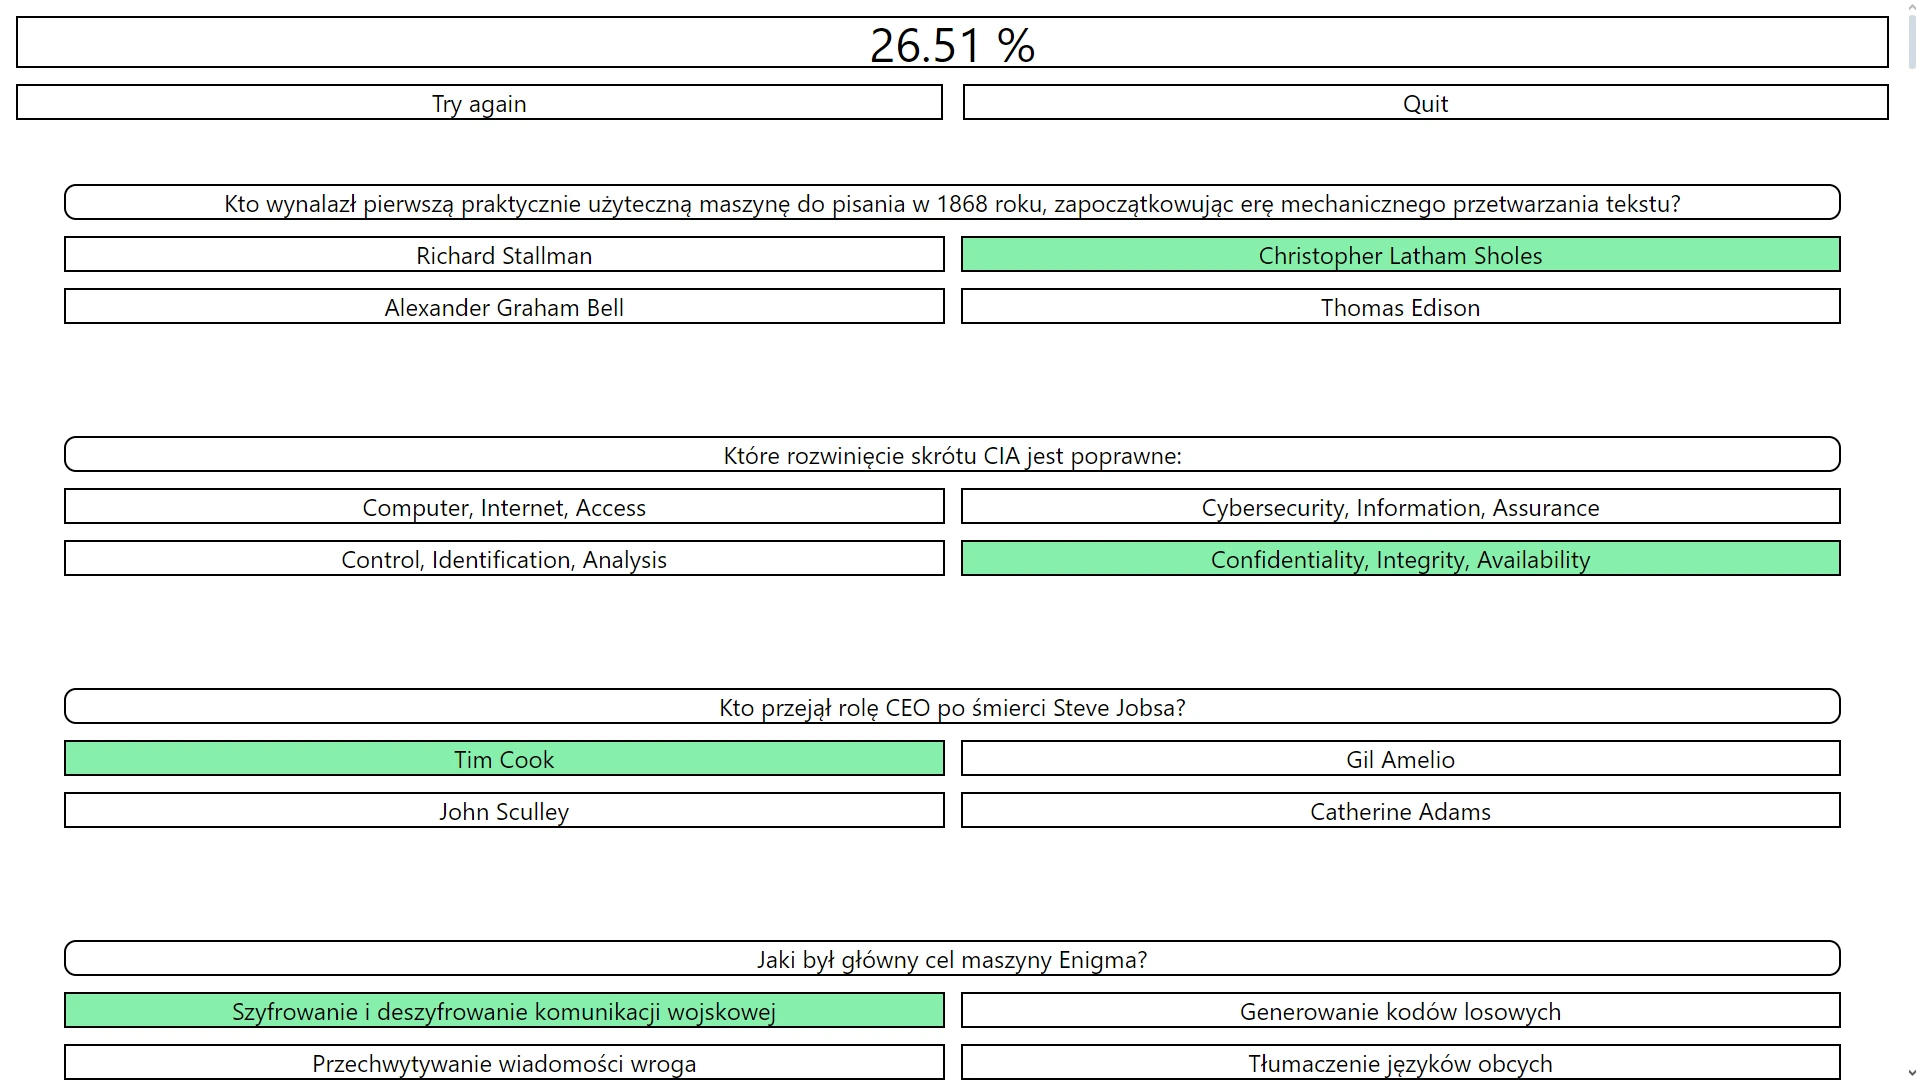 26.51 %
Try again
Quit
Kto wynalazł pierwszą praktycznie użyteczną maszynę do pisania w 1868 roku, zapoczątkowując erę mechanicznego przetwarzania tekstu?
Richard Stallman
Christopher Latham Sholes
Alexander Graham Bell
Thomas Edison
Które rozwinięcie skrótu CIA jest poprawne:
Computer, Internet, Access
Cybersecurity, Information, Assurance
Control, Identification, Analysis
Confidentiality, Integrity, Availability
Kto przejął rolę CEO po śmierci Steve Jobsa?
Tim Cook
Gil Amelio
John Sculley
Catherine Adams
Jaki był główny cel maszyny Enigma?
Szyfrowanie i deszyfrowanie komunikacji wojskowej
Generowanie kodów losowych
Przechwytywanie wiadomości wroga
Tłumaczenie języków obcych